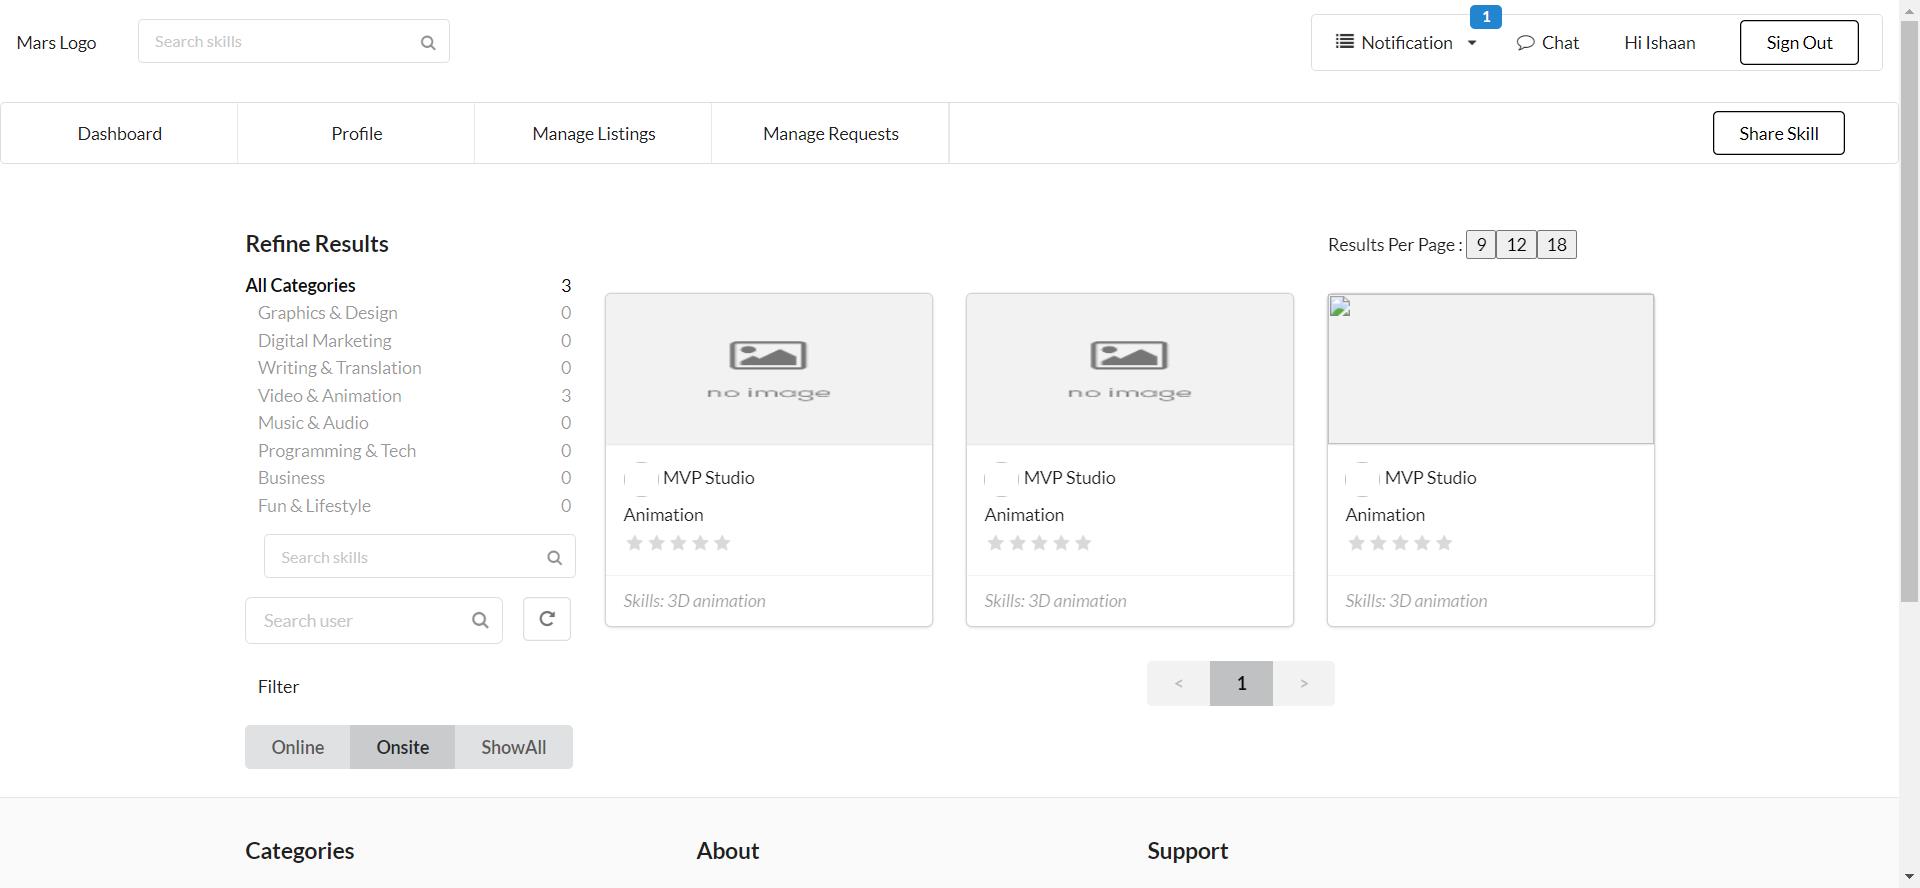 Mars Logo
Search skills
1
Notification
Chat
Hi Ishaan
Sign Out
Dashboard
Profile
Manage Listings
Manage Requests
Share Skill
Refine Results
Results Per Page : 9 12 18
All Categories 3
Graphics & Design 0
Digital Marketing 0
Writing & Translation 0
Video & Animation 3
Music & Audio 0
Programming & Tech 0
Business 0
Fun & Lifestyle 0
Search skills
Search user
Filter
Online Onsite ShowAll
no image
MVP Studio
Animation
Skills: 3D animation
no image
MVP Studio
Animation
Skills: 3D animation
MVP Studio
Animation
Skills: 3D animation
< 1 >
Categories
About
Support